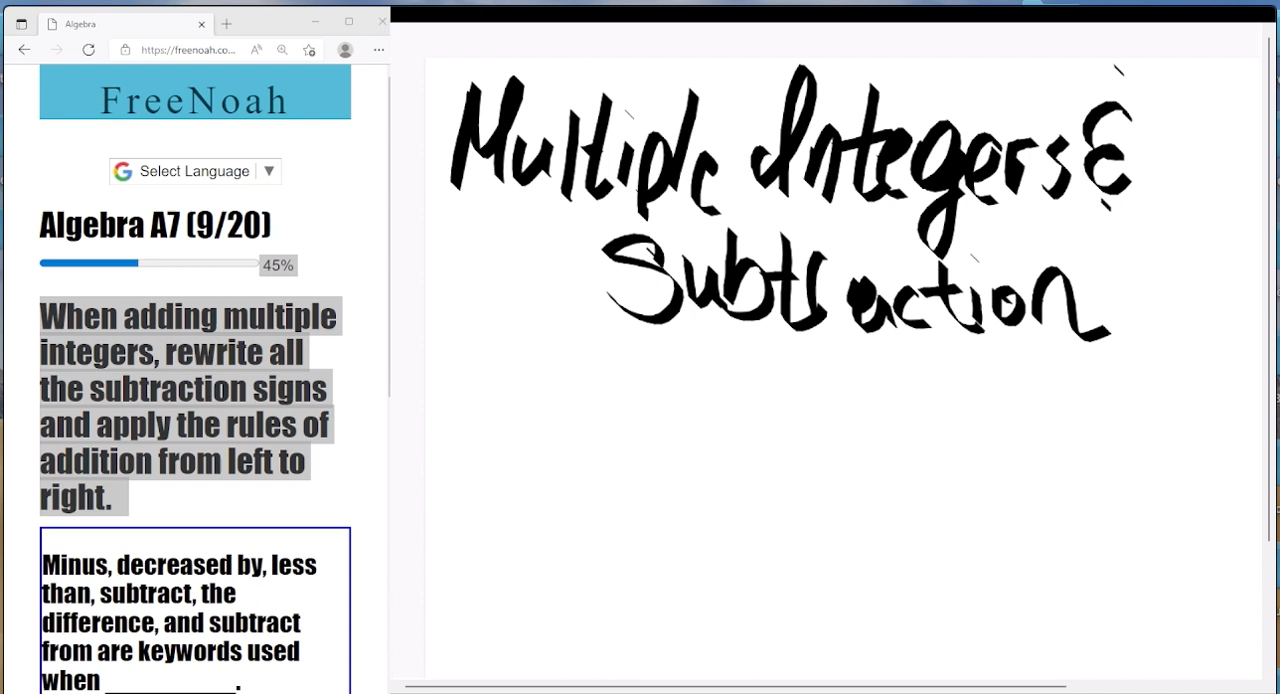 Algebra
https://freenoah.co...
FreeNoah
Select Language
Algebra A7 (9/20)
45%
When adding multiple
integers, rewrite all
the subtraction signs
and apply the rules of
addition from left to
right.
Minus, decreased by, less
than, subtract, the
difference, and subtract
from are keywords used
when __________.
Multiple Integers &
Subtraction